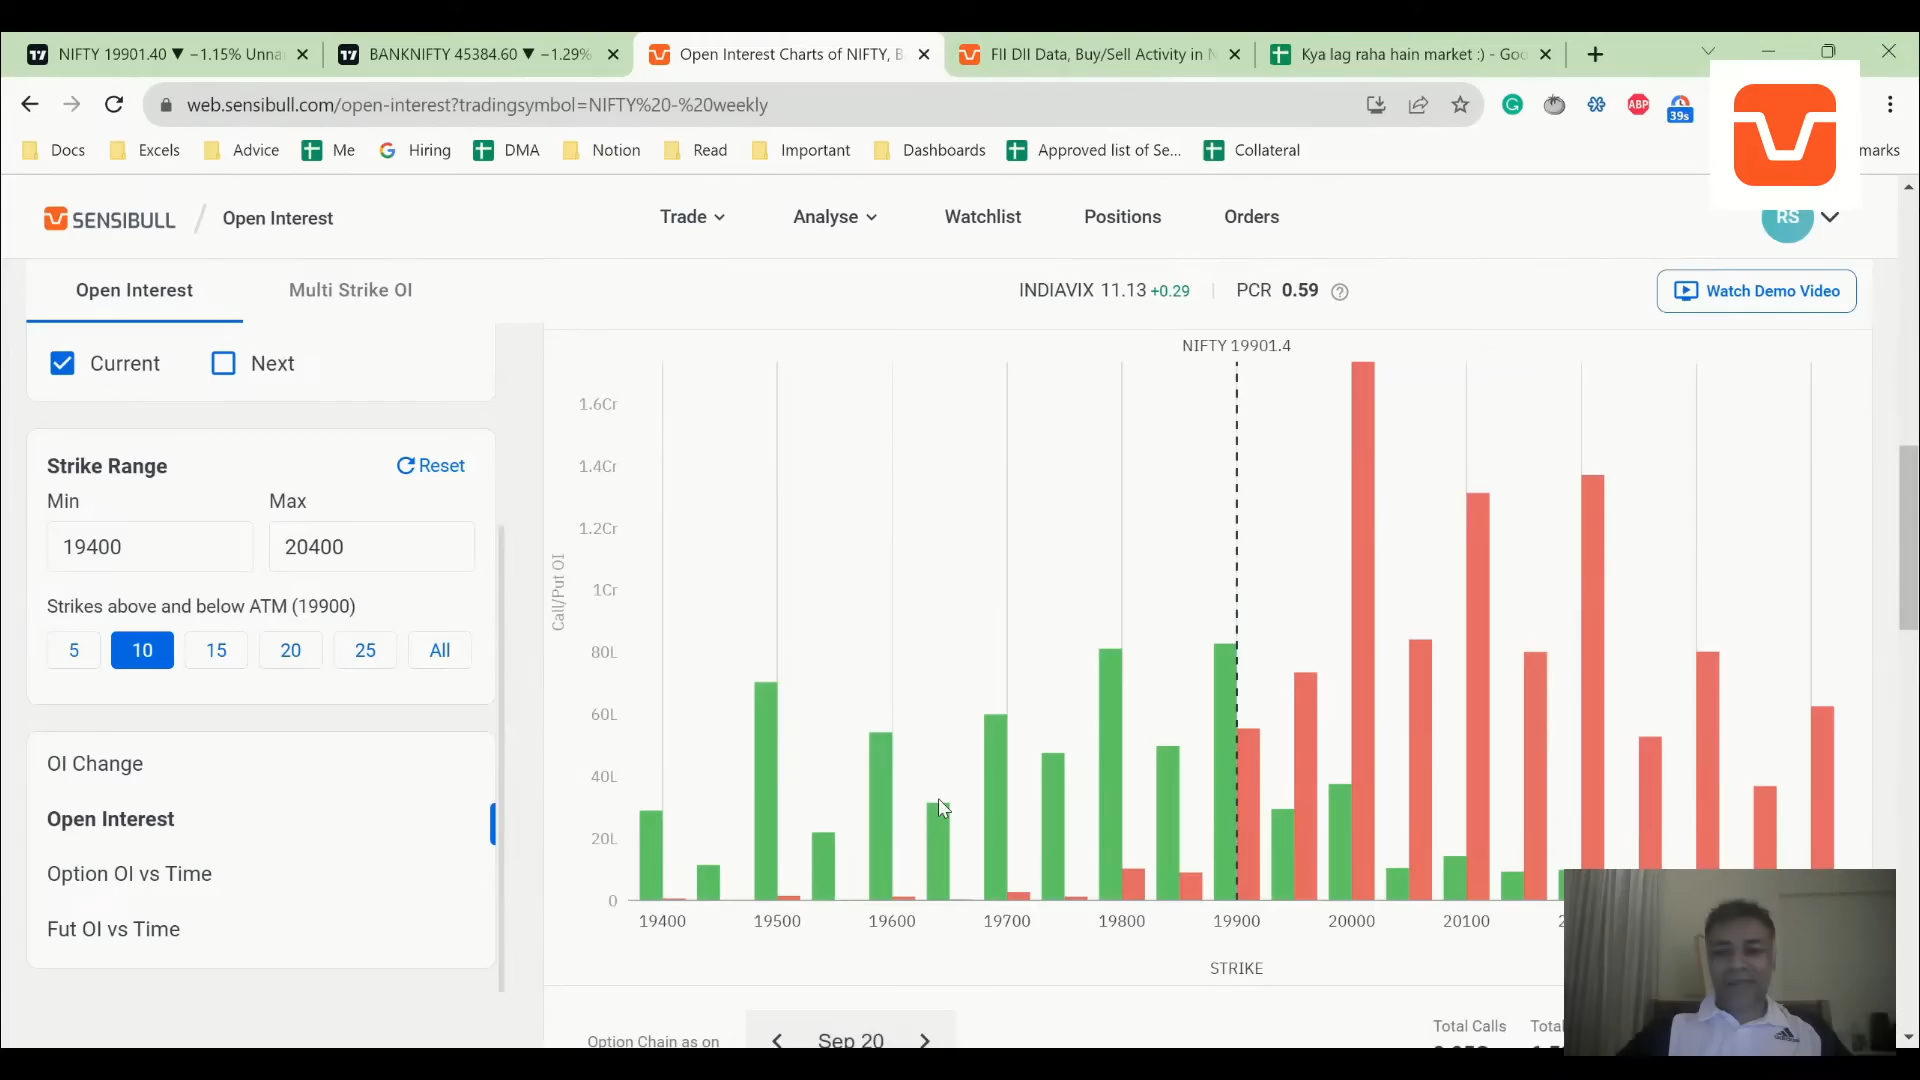 NIFTY 19901.40 ▼ −1.15% Unna
BANKNIFTY 45384.60 ▼ −1.29%
Open Interest Charts of NIFTY, B
FII DII Data, Buy/Sell Activity in N
Kya lag raha hain market :) - Goo
web.sensibull.com/open-interest?tradingsymbol=NIFTY%20-%20weekly
ABP
39s
Docs
Excels
Advice
Me
Hiring
DMA
Notion
Read
Important
Dashboards
Approved list of Se...
Collateral
marks
SENSIBULL / Open Interest
Trade
Analyse
Watchlist
Positions
Orders
RS
Open Interest
Multi Strike OI
INDIAVIX 11.13 +0.29
PCR 0.59
Watch Demo Video
Current
Next
Strike Range
Reset
Min
Max
19400
20400
Strikes above and below ATM (19900)
5 10 15 20 25 All
OI Change
Open Interest
Option OI vs Time
Fut OI vs Time
NIFTY 19901.4
1.6Cr
1.4Cr
1.2Cr
1Cr
80L
60L
40L
20L
0
Call/Put OI
19400 19500 19600 19700 19800 19900 20000 20100
STRIKE
Option Chain as on
Sep 20
Total Calls
adidas